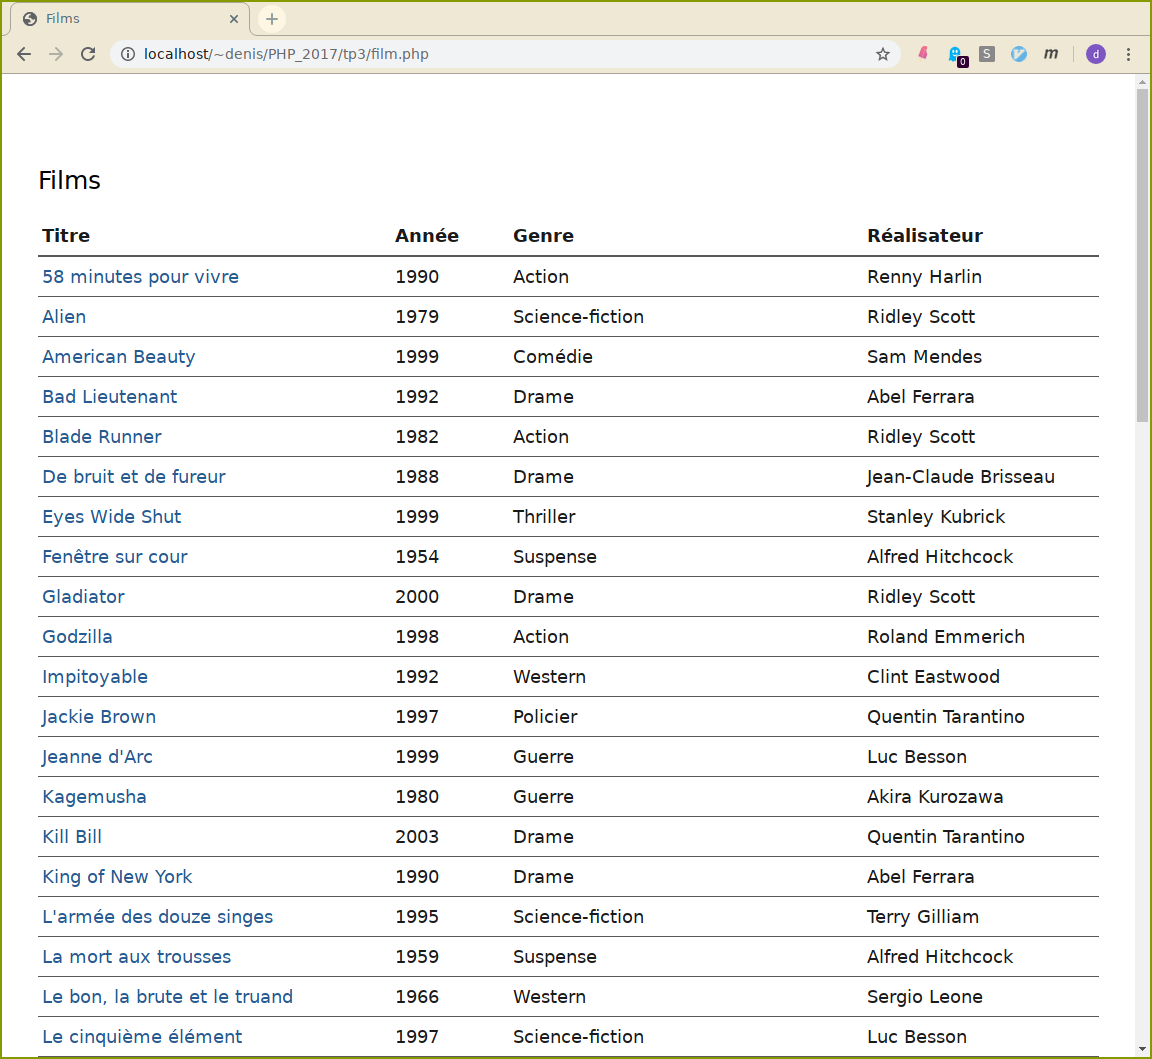 Films
localhost/~denis/PHP_2017/tp3/film.php 0 S m d
Films
Titre Année Genre Réalisateur
58 minutes pour vivre 1990 Action Renny Harlin
Alien 1979 Science-fiction Ridley Scott
American Beauty 1999 Comédie Sam Mendes
Bad Lieutenant 1992 Drame Abel Ferrara
Blade Runner 1982 Action Ridley Scott
De bruit et de fureur 1988 Drame Jean-Claude Brisseau
Eyes Wide Shut 1999 Thriller Stanley Kubrick
Fenêtre sur cour 1954 Suspense Alfred Hitchcock
Gladiator 2000 Drame Ridley Scott
Godzilla 1998 Action Roland Emmerich
Impitoyable 1992 Western Clint Eastwood
Jackie Brown 1997 Policier Quentin Tarantino
Jeanne d'Arc 1999 Guerre Luc Besson
Kagemusha 1980 Guerre Akira Kurozawa
Kill Bill 2003 Drame Quentin Tarantino
King of New York 1990 Drame Abel Ferrara
L'armée des douze singes 1995 Science-fiction Terry Gilliam
La mort aux trousses 1959 Suspense Alfred Hitchcock
Le bon, la brute et le truand 1966 Western Sergio Leone
Le cinquième élément 1997 Science-fiction Luc Besson